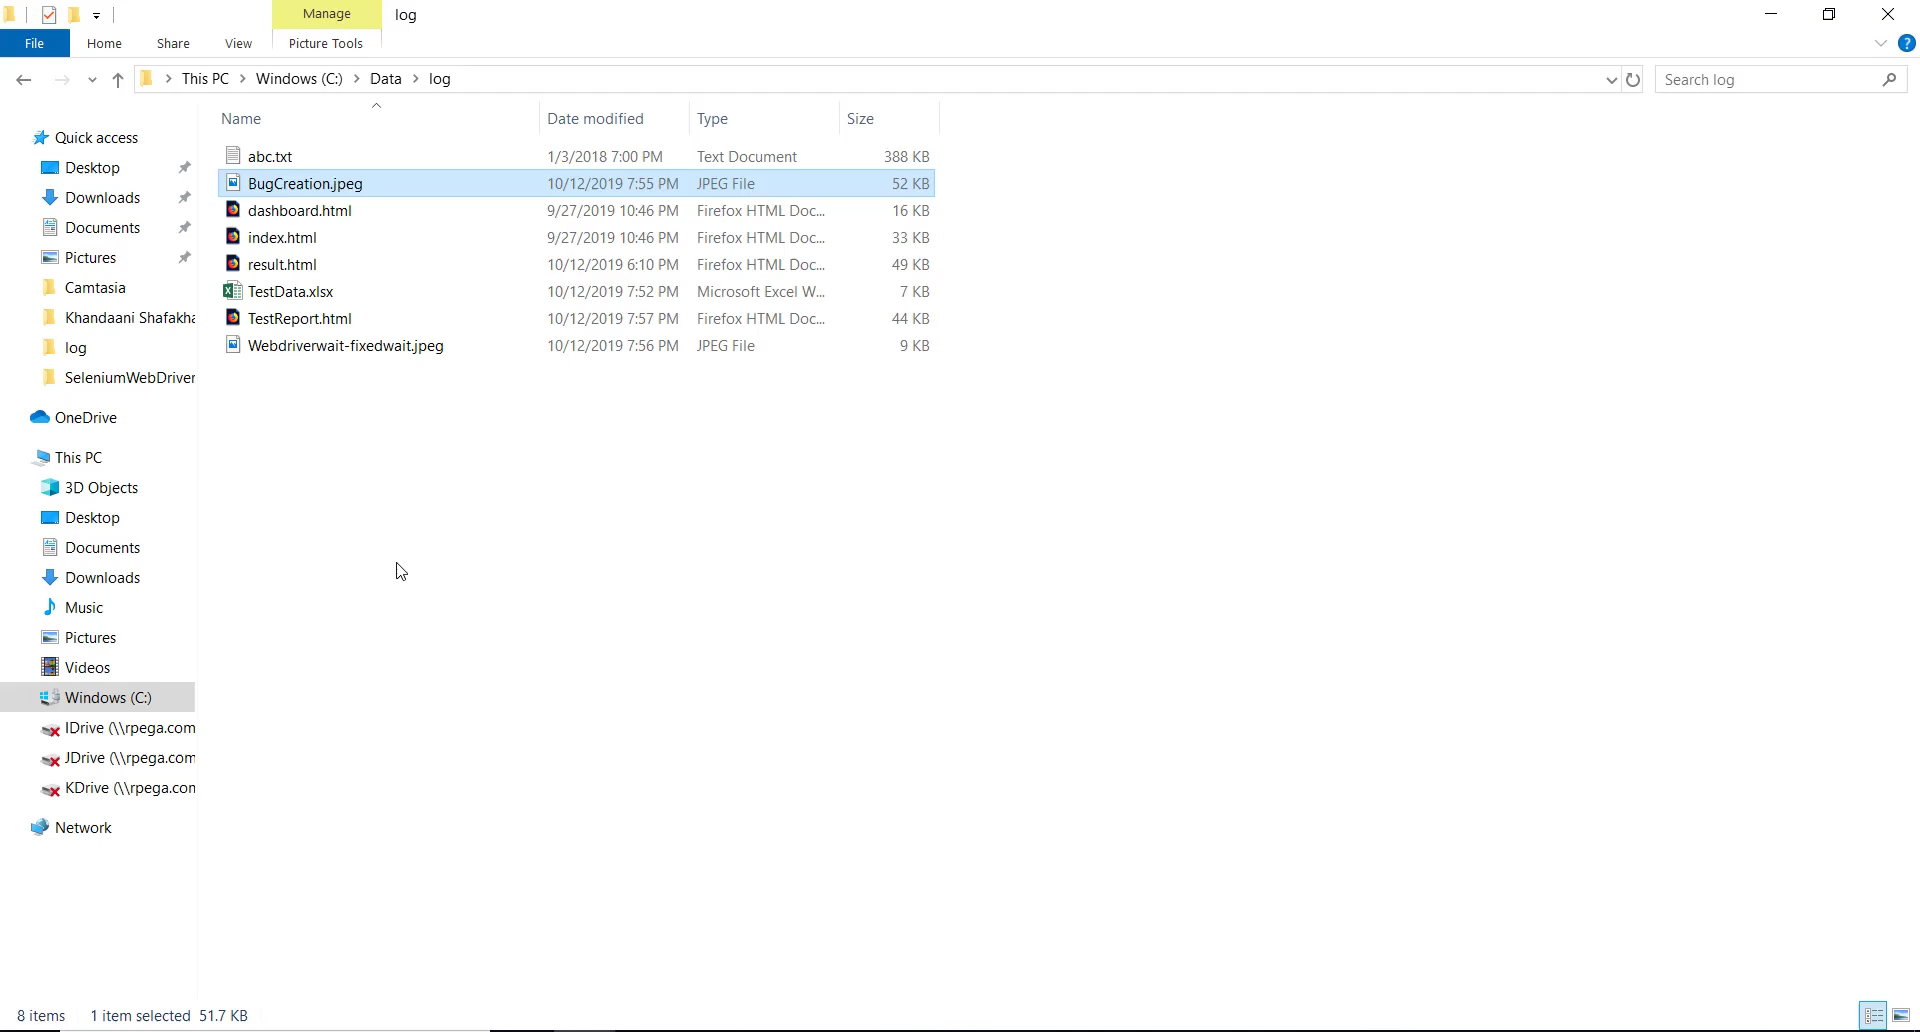 Manage
log
File
Home
Share
View
Picture Tools
?
This PC > Windows (C:) > Data > log
Search log
Name
Date modified
Type
Size
abc.txt 1/3/2018 7:00 PM Text Document 388 KB
BugCreation.jpeg 10/12/2019 7:55 PM JPEG File 52 KB
dashboard.html 9/27/2019 10:46 PM Firefox HTML Doc... 16 KB
index.html 9/27/2019 10:46 PM Firefox HTML Doc... 33 KB
result.html 10/12/2019 6:10 PM Firefox HTML Doc... 49 KB
TestData.xlsx 10/12/2019 7:52 PM Microsoft Excel W... 7 KB
TestReport.html 10/12/2019 7:57 PM Firefox HTML Doc... 44 KB
Webdriverwait-fixedwait.jpeg 10/12/2019 7:56 PM JPEG File 9 KB
Quick access
Desktop
Downloads
Documents
Pictures
Camtasia
Khandaani Shafakha
log
SeleniumWebDriver
OneDrive
This PC
3D Objects
Desktop
Documents
Downloads
Music
Pictures
Videos
Windows (C:)
IDrive (\\rpega.com
JDrive (\\rpega.com
KDrive (\\rpega.com
Network
8 items
1 item selected 51.7 KB